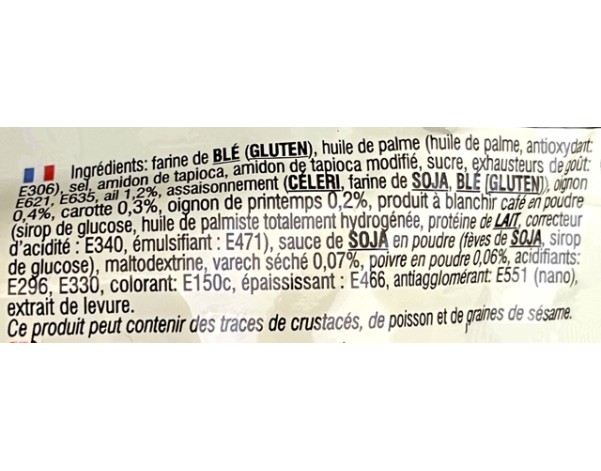 Ingrédients: farine de BLÉ (GLUTEN), huile de palme (huile de palme, antioxydant:
E306), sel, amidon de tapioca, amidon de tapioca modifié, sucre, exhausteurs de goût:
E621, E635, ail 1,2%, assaisonnement (CÉLERI, farine de SOJA, BLÉ [GLUTEN]), oignon
0,4%, carotte 0,3%, oignon de printemps 0,2%, produit à blanchir café en poudre
(sirop de glucose, huile de palmiste totalement hydrogénée, protéine de LAIT, correcteur
d'acidité : E340, émulsifiant : E471), sauce de SOJA en poudre (fèves de SOJA, sirop
de glucose), maltodextrine, varech séché 0,07%, poivre en poudre 0,06%, acidifiants:
E296, E330, colorant: E150c, épaississant : E466, antiagglomérant: E551 (nano),
extrait de levure.
Ce produit peut contenir des traces de crustacés, de poisson et de graines de sésame.